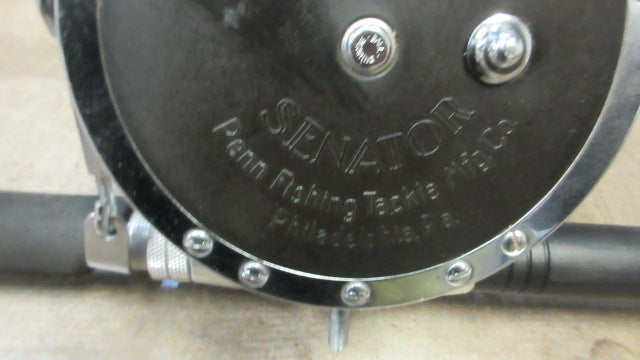 SENATOR
Penn Fishing Tackle Mfg. Co.
Philadelphia, Pa.